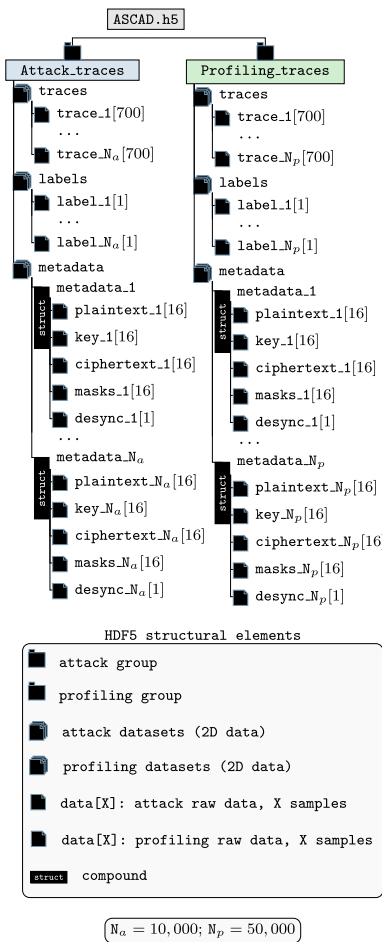 ASCAD.h5
Attack_traces
traces
trace_1[700]
...
trace_Nₐ[700]
labels
label_1[1]
...
label_Nₐ[1]
metadata
metadata_1
struct
plaintext_1[16]
key_1[16]
ciphertext_1[16]
masks_1[16]
desync_1[1]
...
metadata_Nₐ
struct
plaintext_Nₐ[16]
key_Nₐ[16]
ciphertext_Nₐ[16]
masks_Nₐ[16]
desync_Nₐ[1]
Profiling_traces
traces
trace_1[700]
...
trace_Nₚ[700]
labels
label_1[1]
...
label_Nₚ[1]
metadata
metadata_1
struct
plaintext_1[16]
key_1[16]
ciphertext_1[16]
masks_1[16]
desync_1[1]
...
metadata_Nₚ
struct
plaintext_Nₚ[16]
key_Nₚ[16]
ciphertext_Nₚ[16]
masks_Nₚ[16]
desync_Nₚ[1]
HDF5 structural elements
attack group
profiling group
attack datasets (2D data)
profiling datasets (2D data)
data[X]: attack raw data, X samples
data[X]: profiling raw data, X samples
struct compound
Nₐ = 10,000; Nₚ = 50,000